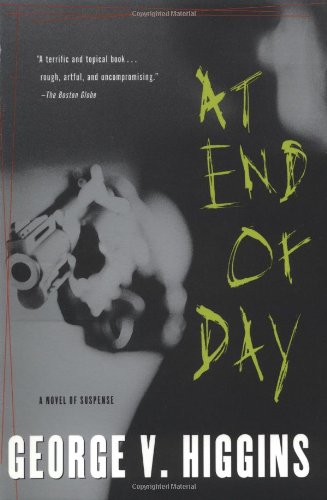 "A terrific and topical book . . .
rough, artful, and uncompromising."
—The Boston Globe
AT
END
OF
DAY
A NOVEL OF SUSPENSE
GEORGE V. HIGGINS